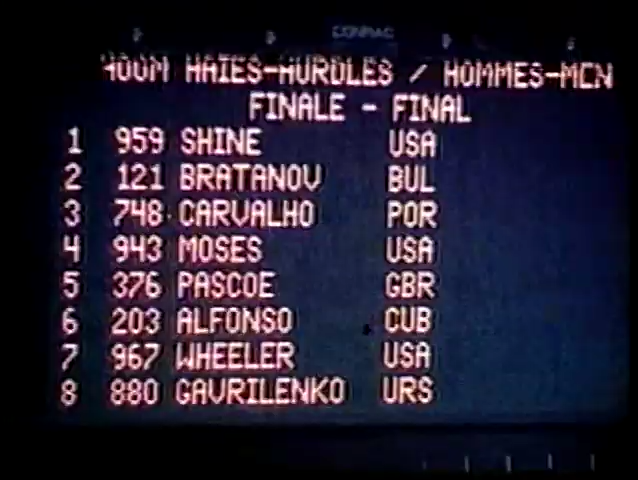 CONRAC
400M HAIES-HURDLES / HOMMES-MEN
FINALE - FINAL
1 959 SHINE USA
2 121 BRATANOV BUL
3 748 CARVALHO POR
4 943 MOSES USA
5 376 PASCOE GBR
6 203 ALFONSO CUB
7 967 WHEELER USA
8 880 GAVRILENKO URS